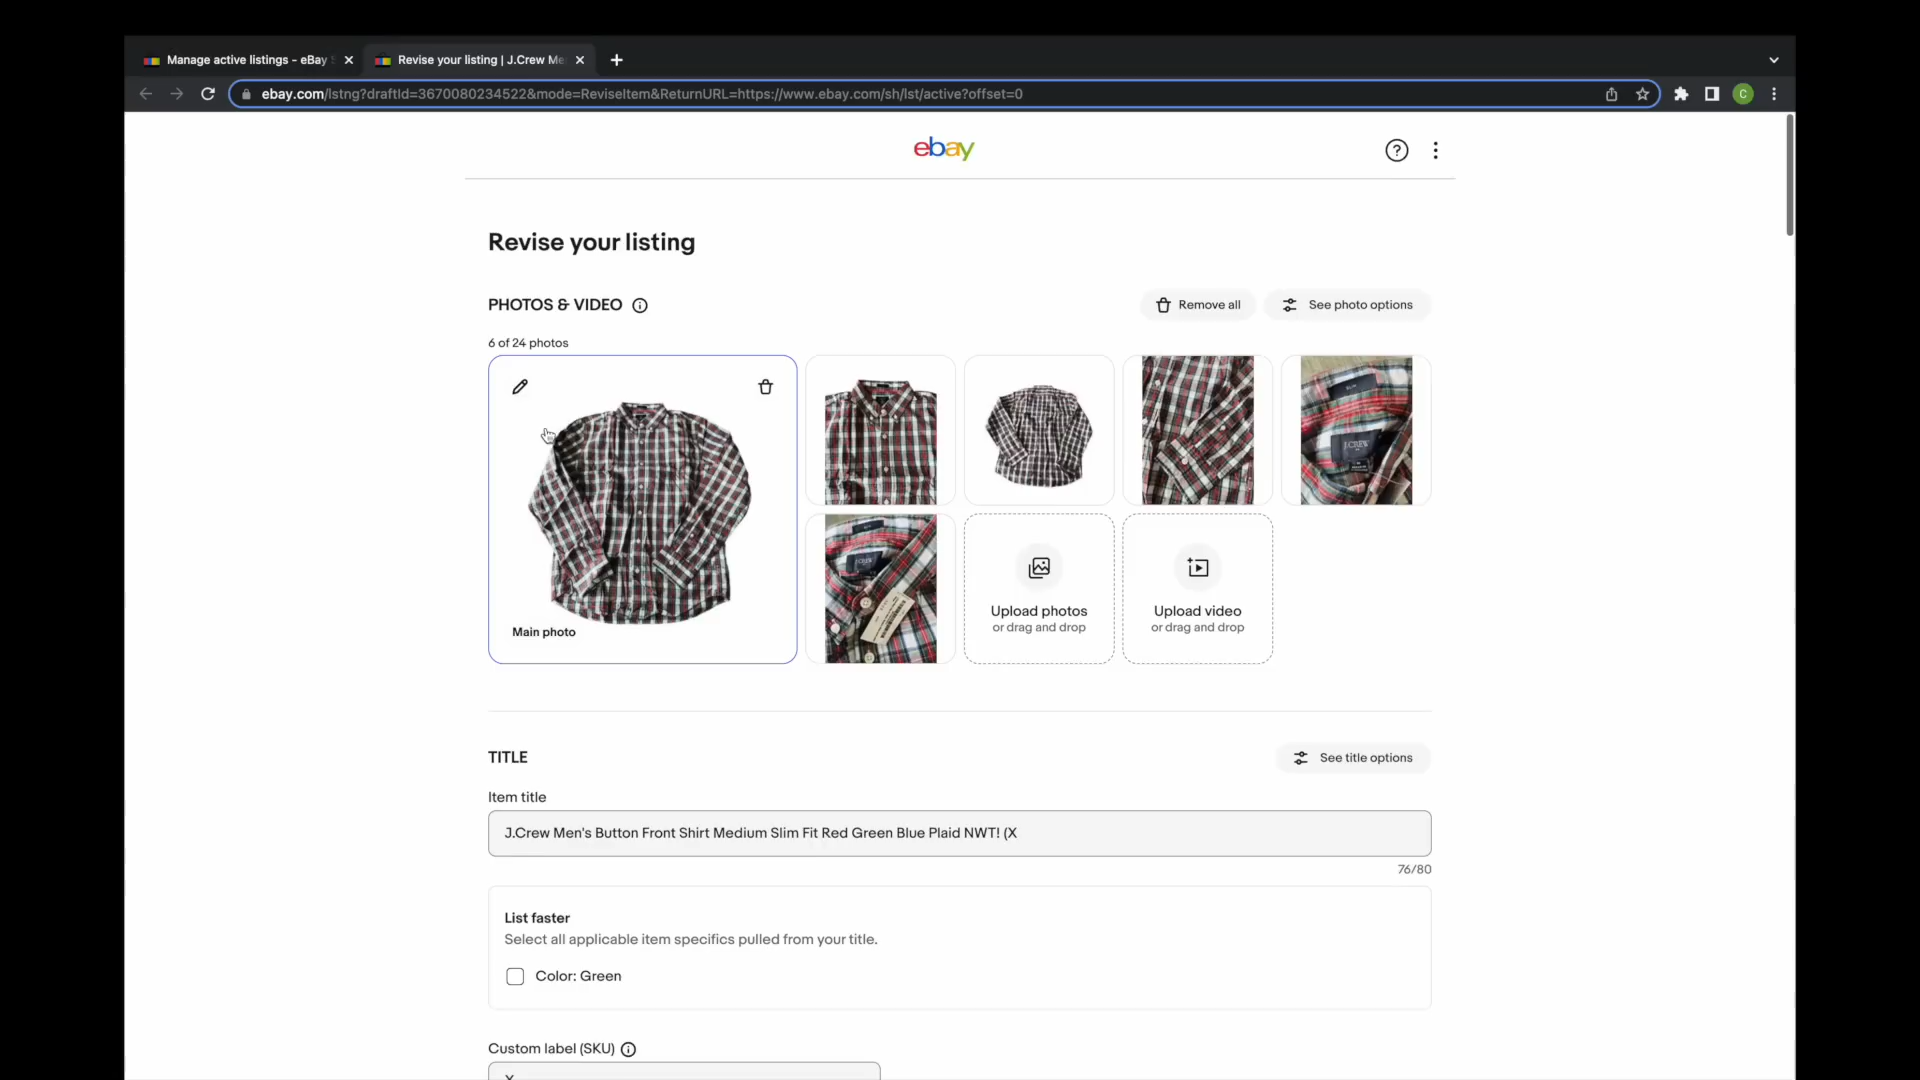 Manage active listings - eBay
Revise your listing | J.Crew Me
ebay.com/lstng?draftId=3670080234522&mode=ReviseItem&ReturnURL=https://www.ebay.com/sh/lst/active?offset=0
C
ebay
Revise your listing
PHOTOS & VIDEO
Remove all
See photo options
6 of 24 photos
J.CREW
Main photo
Upload photos
or drag and drop
Upload video
or drag and drop
TITLE
See title options
Item title
J.Crew Men's Button Front Shirt Medium Slim Fit Red Green Blue Plaid NWT! (X
76/80
List faster
Select all applicable item specifics pulled from your title.
Color: Green
Custom label (SKU)